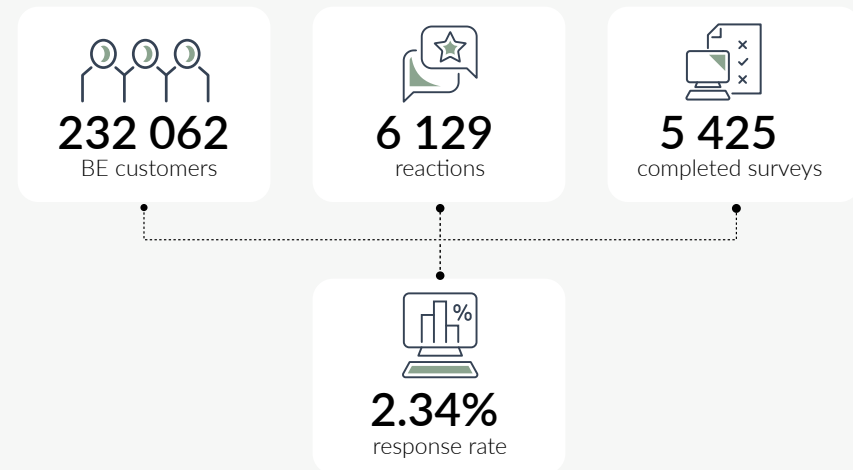 232 062
BE customers
6 129
reactions
5 425
completed surveys
%
2.34%
response rate